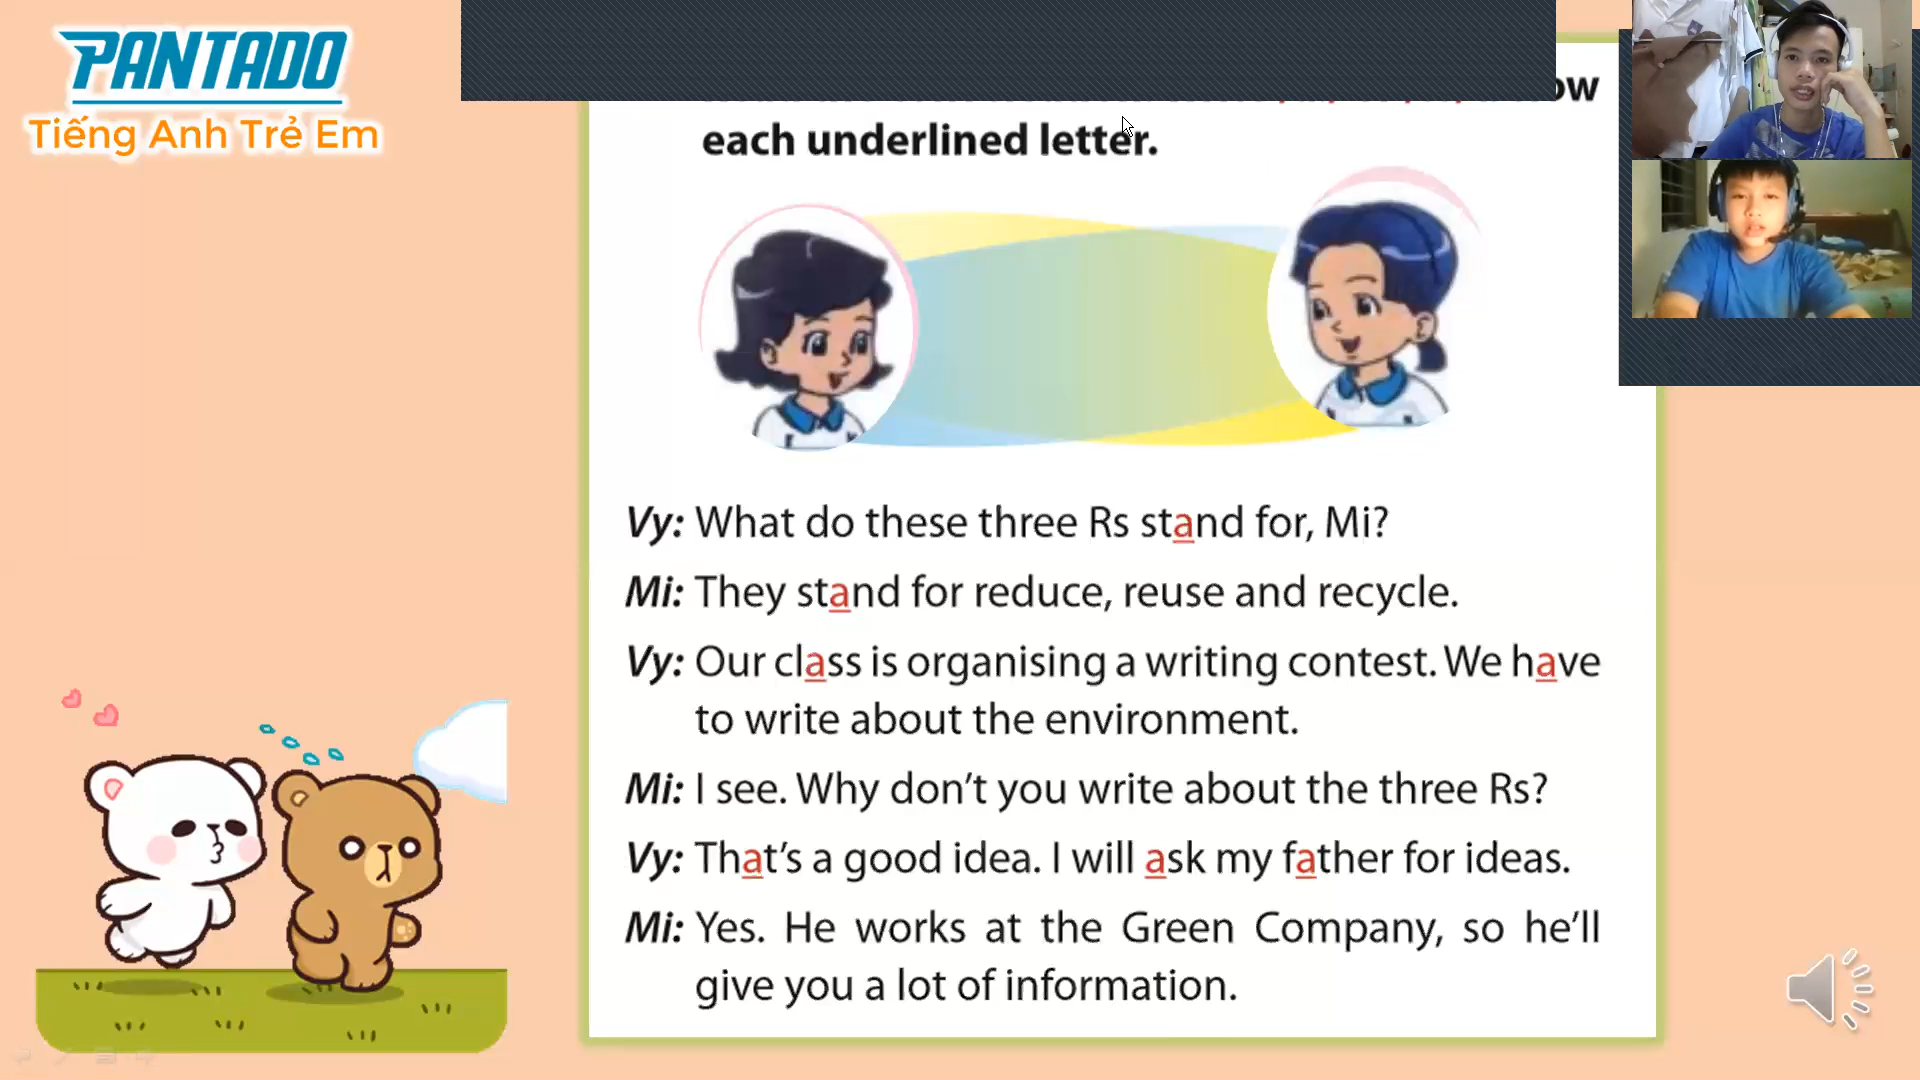 PANTADO
Tiếng Anh Trẻ Em
each underlined letter.
Vy: What do these three Rs stand for, Mi?
Mi: They stand for reduce, reuse and recycle.
Vy: Our class is organising a writing contest. We have
to write about the environment.
Mi: I see. Why don't you write about the three Rs?
Vy: That's a good idea. I will ask my father for ideas.
Mi: Yes. He works at the Green Company, so he'll
give you a lot of information.